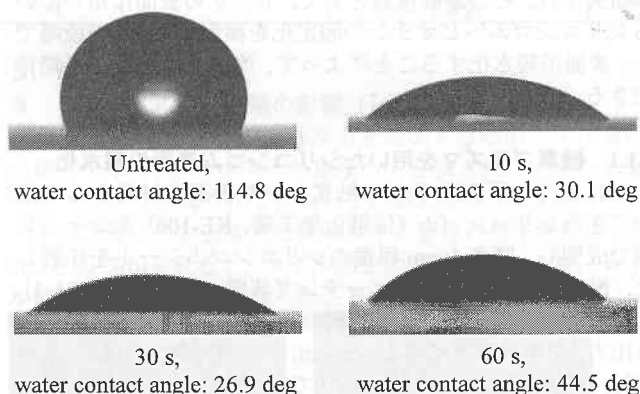 Untreated,
water contact angle: 114.8 deg
10 s,
water contact angle: 30.1 deg
30 s,
water contact angle: 26.9 deg
60 s,
water contact angle: 44.5 deg